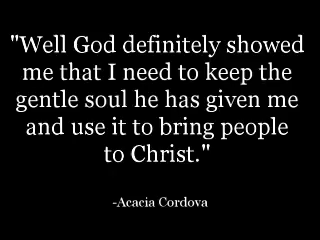 "Well God definitely showed
me that I need to keep the
gentle soul he has given me
and use it to bring people
to Christ."
-Acacia Cordova